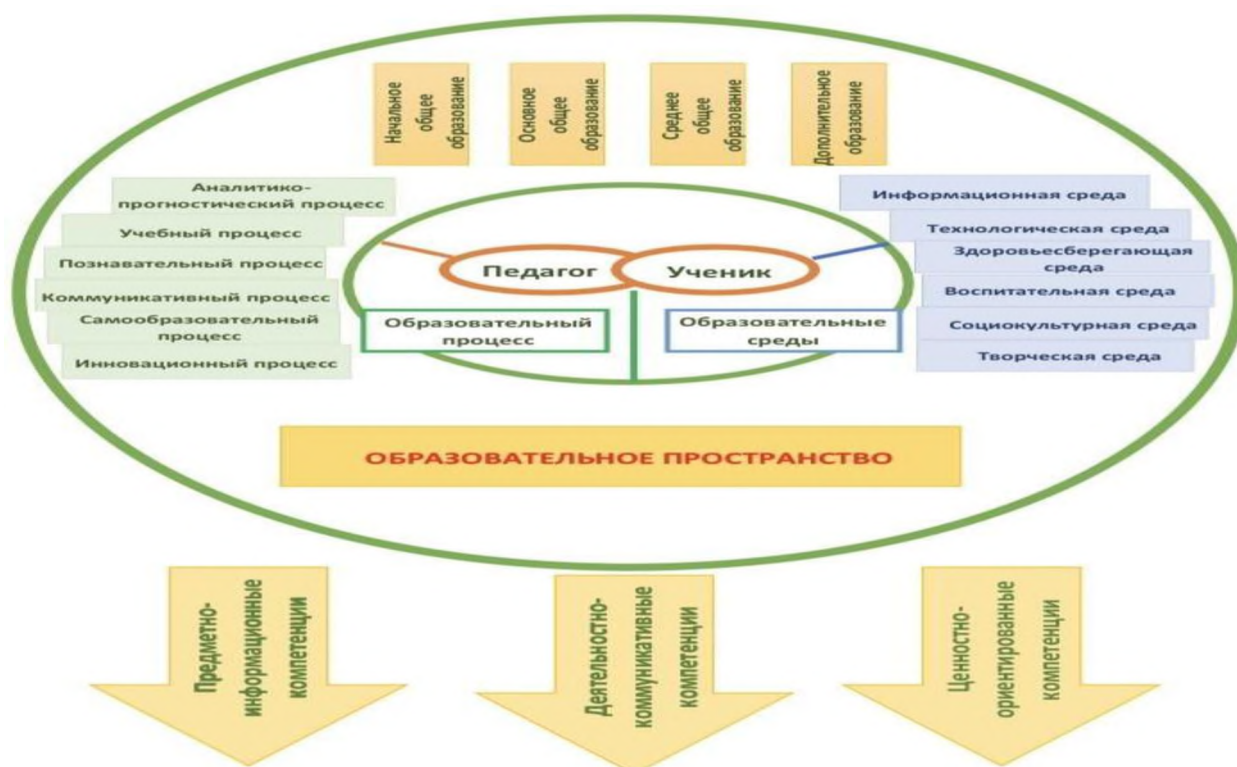 Начальное
общее
образование
Основное
общее
образование
Среднее
общее
образование
Дополнительное
образование
Аналитико-
прогностический процесс
Учебный процесс
Познавательный процесс
Коммуникативный процесс
Самообразовательный
процесс
Инновационный процесс
Педагог
Ученик
Образовательный
процесс
Образовательные
среды
Информационная среда
Технологическая среда
Здоровьесберегающая
среда
Воспитательная среда
Социокультурная среда
Творческая среда
ОБРАЗОВАТЕЛЬНОЕ ПРОСТРАНСТВО
Предметно-
информационные
компетенции
Деятельностно-
коммуникативные
компетенции
Ценностно-
ориентированные
компетенции